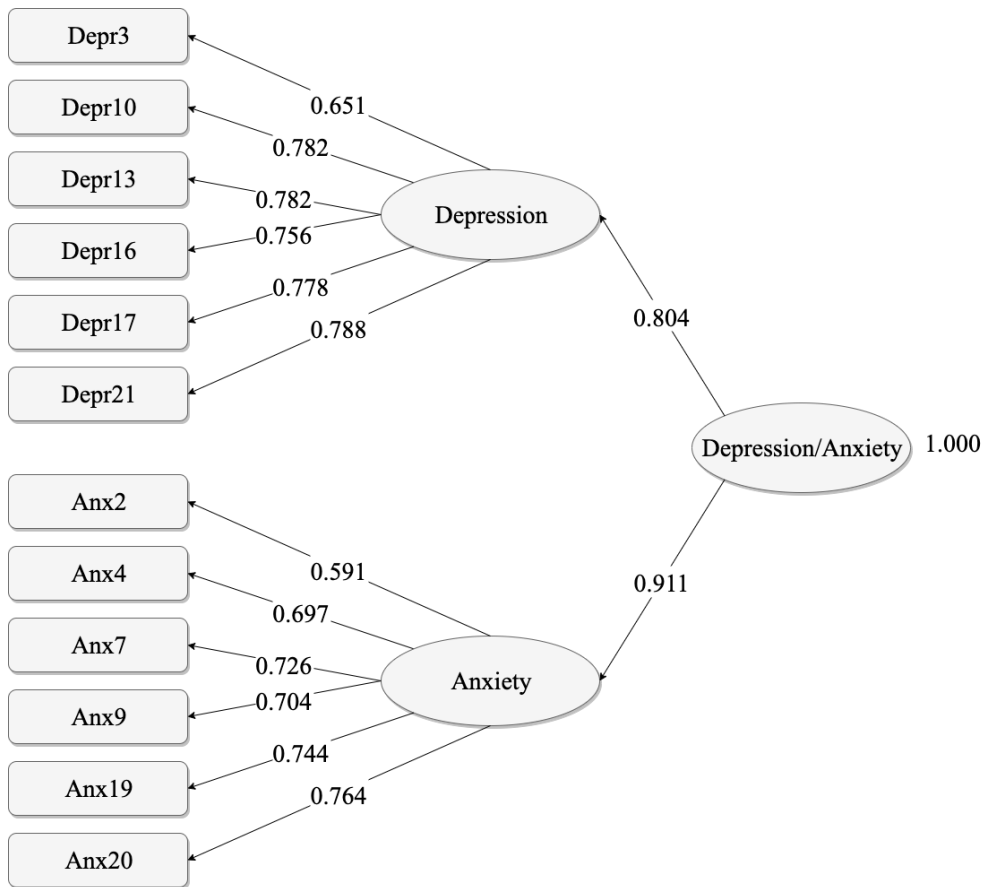 Depr3
0.651
Depr10
0.782
Depr13
0.782
Depr16
0.756
Depr17
0.778
Depr21
0.788
Depression
0.804
Depression/Anxiety
1.000
0.911
Anx2
0.591
Anx4
0.697
Anx7
0.726
Anx9
0.704
Anx19
0.744
Anx20
0.764
Anxiety